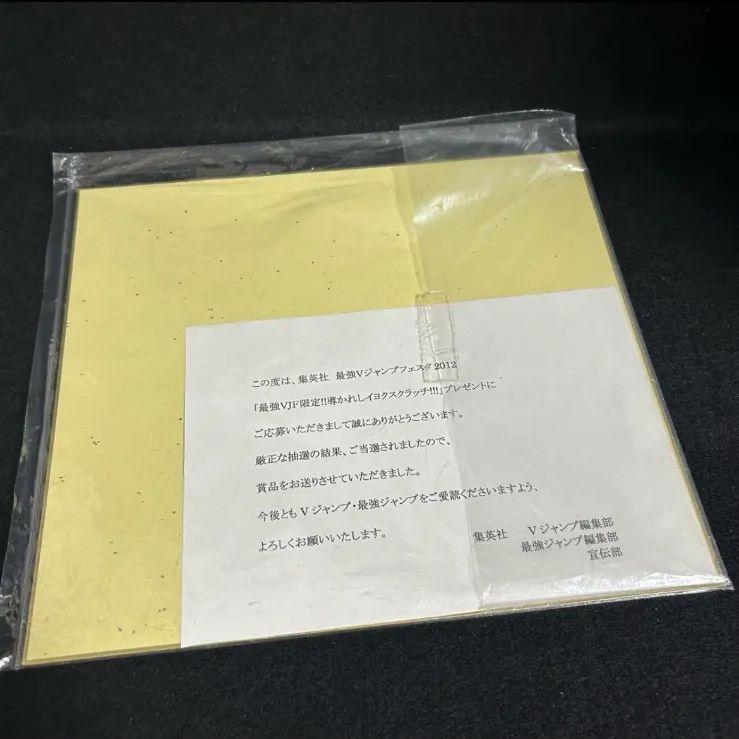 この度は、集英社 最強Vジャンプフェスタ2012
「最強VJF限定!!導かれしイヨクスクラッチ!!!」プレゼントに
ご応募いただきまして誠にありがとうございます。
厳正な抽選の結果、ご当選されましたので、
賞品をお送りさせていただきました。
今後ともVジャンプ・最強ジャンプをご愛読くださいますよう、
よろしくお願いいたします。
集英社 Vジャンプ編集部
最強ジャンプ編集部
宣伝部